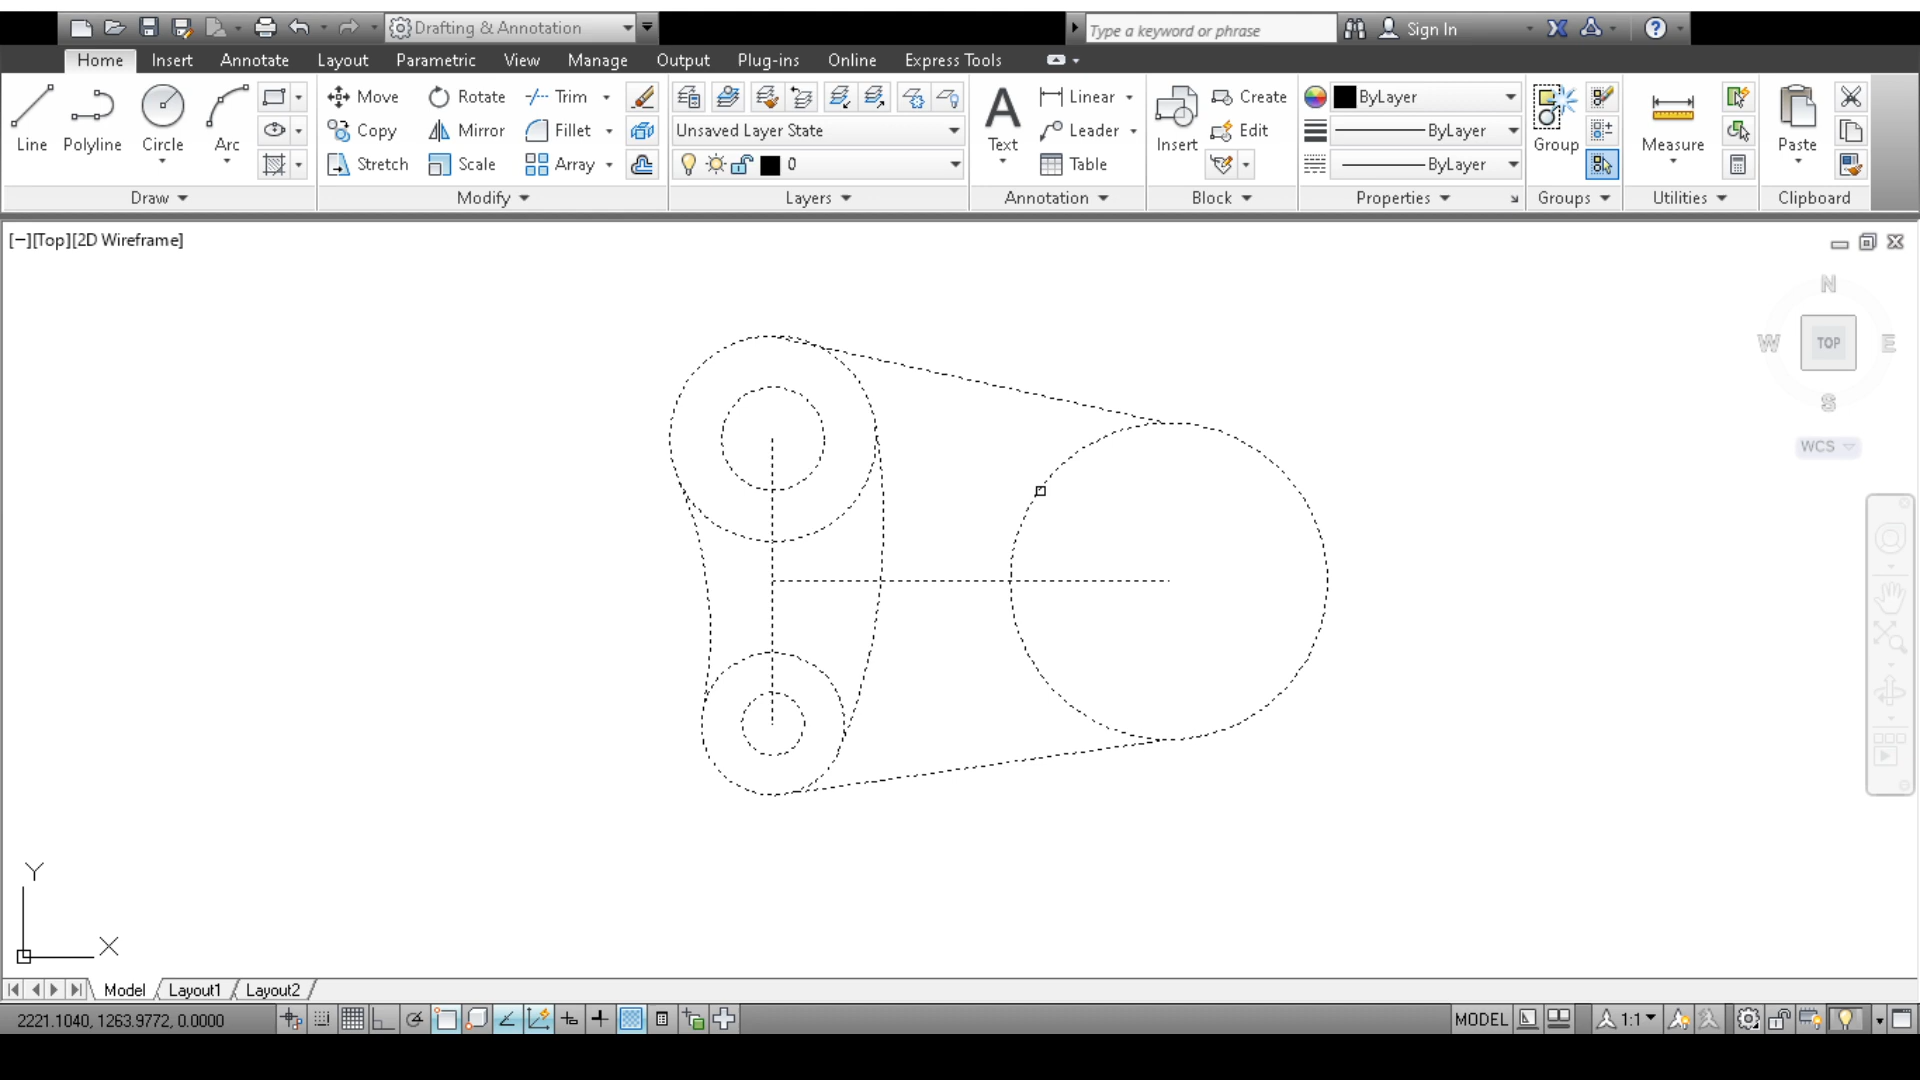 Drafting & Annotation Type a keyword or phrase Sign In
Home Insert Annotate Layout Parametric View Manage Output Plug-ins Online Express Tools
Line Polyline Circle Arc
Move Rotate Trim
Copy Mirror Fillet
Stretch Scale Array
Unsaved Layer State
0
Text
Linear
Leader
Table
Insert
Create
Edit
ByLayer
ByLayer
ByLayer
Group
Measure
Paste
Draw Modify Layers Annotation Block Properties Groups Utilities Clipboard
[−][Top][2D Wireframe]
N
W TOP E
S
WCS
Y
X
Model Layout1 Layout2
2221.1040, 1263.9772, 0.0000 MODEL 1:1